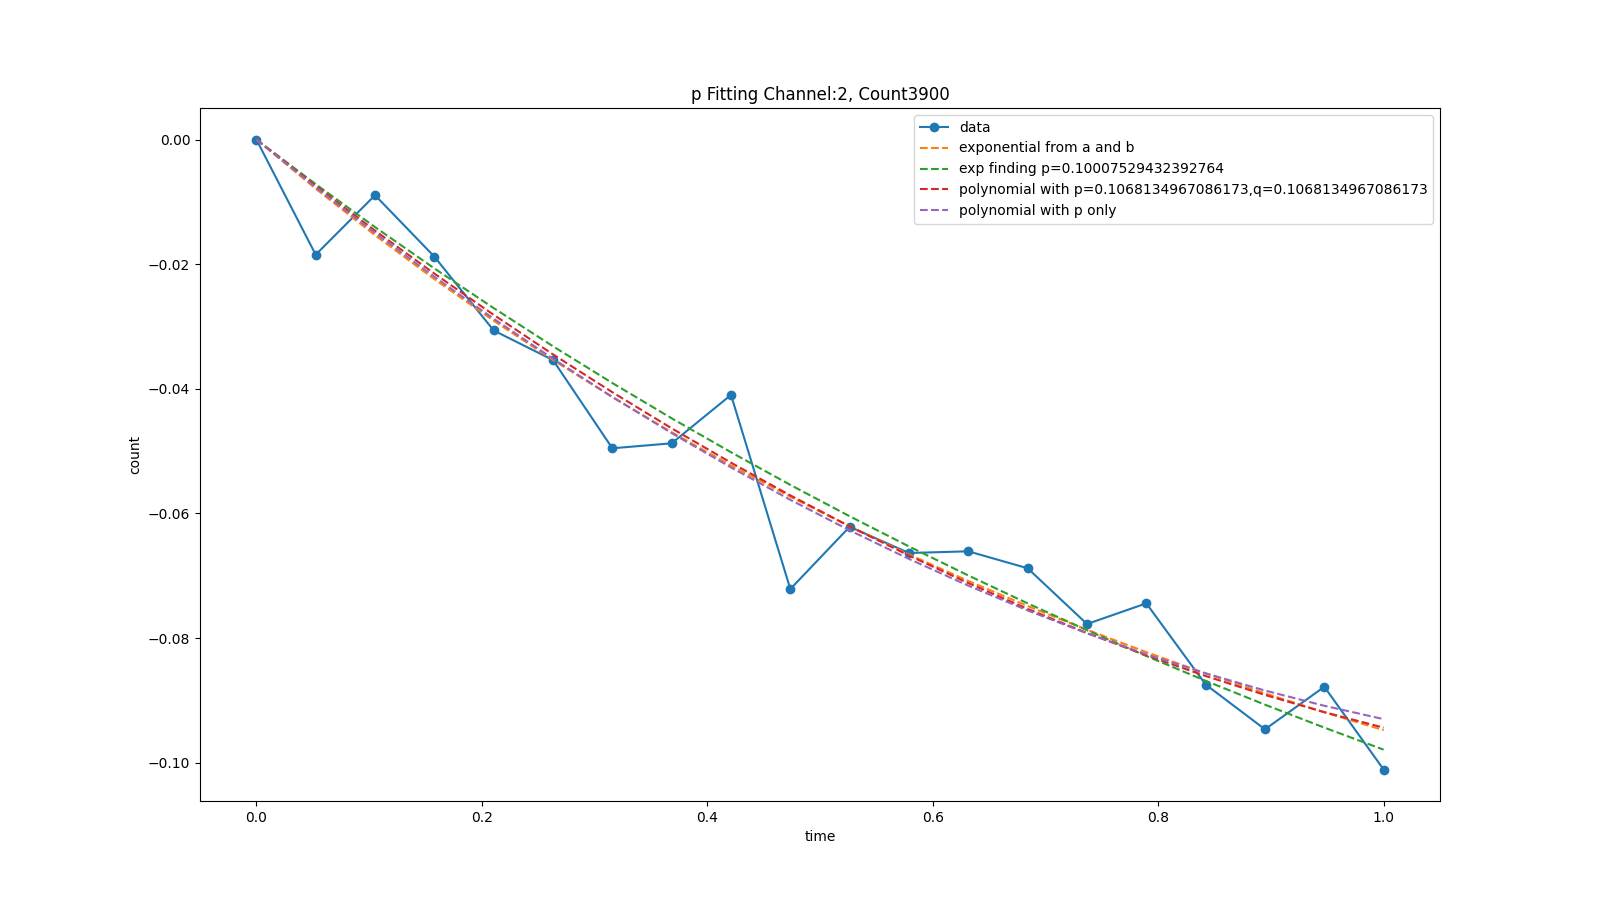 p Fitting Channel:2, Count3900
data
exponential from a and b
exp finding p=0.10007529432392764
polynomial with p=0.1068134967086173,q=0.1068134967086173
polynomial with p only
0.00
−0.02
−0.04
−0.06
−0.08
−0.10
count
0.0 0.2 0.4 0.6 0.8 1.0
time